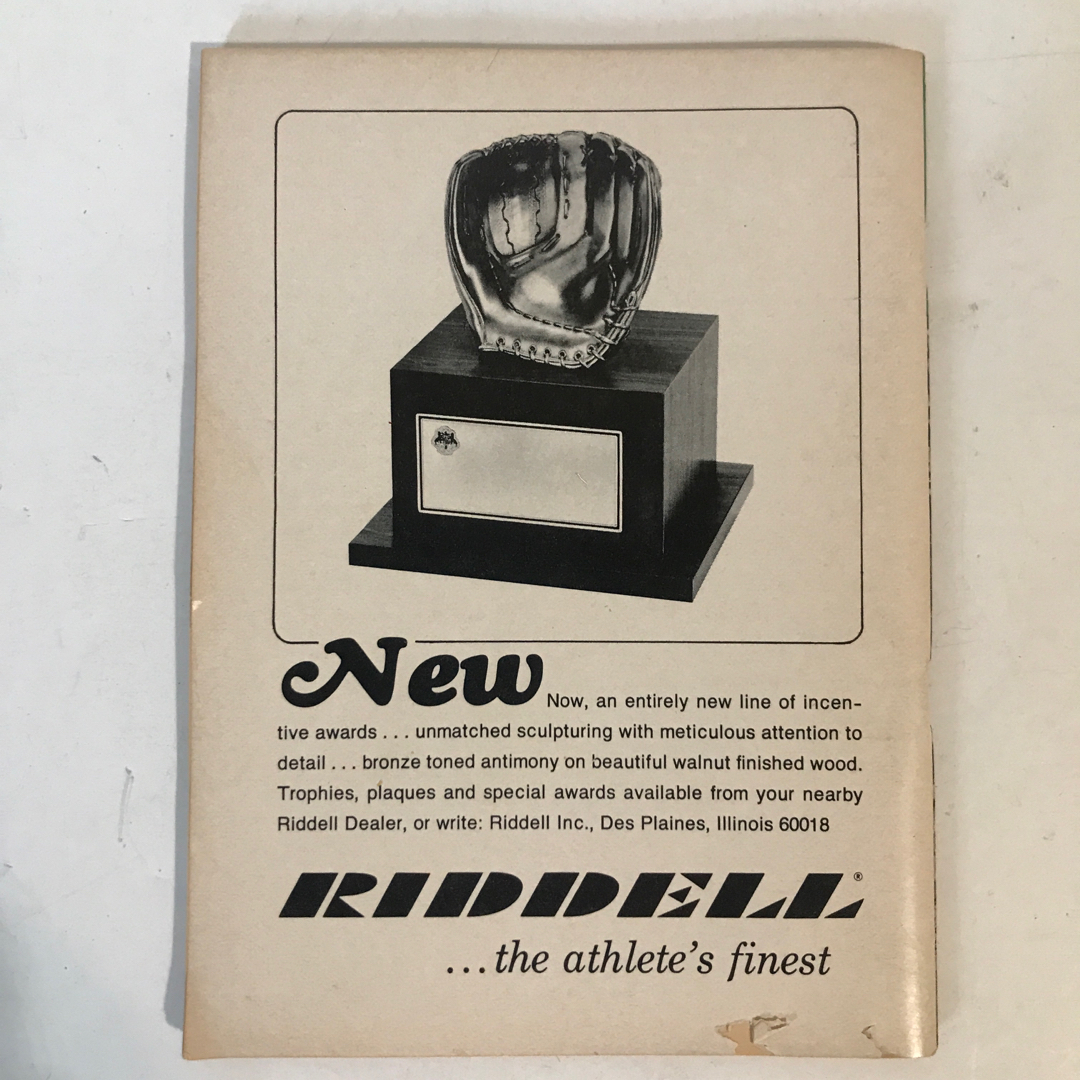 New Now, an entirely new line of incen-
tive awards . . . unmatched sculpturing with meticulous attention to
detail . . . bronze toned antimony on beautiful walnut finished wood.
Trophies, plaques and special awards available from your nearby
Riddell Dealer, or write: Riddell Inc., Des Plaines, Illinois 60018
RIDDELL®
...the athlete's finest